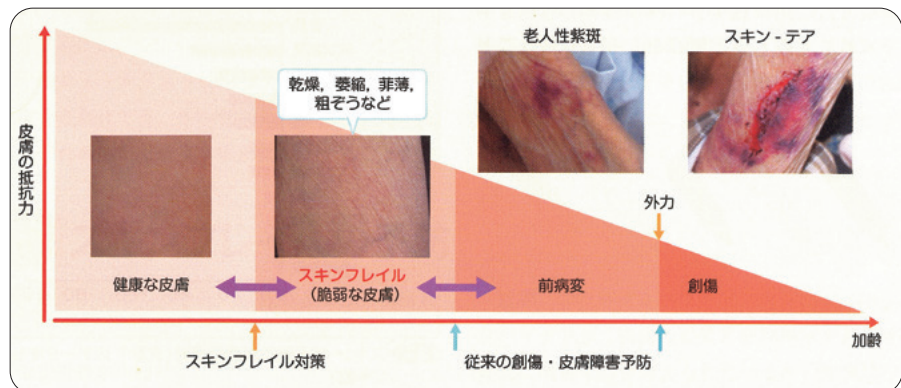 老人性紫斑
スキン - テア
乾燥，萎縮，菲薄，
粗ぞうなど
皮膚の抵抗力
外力
健康な皮膚
スキンフレイル
（脆弱な皮膚）
前病変
創傷
加齢
スキンフレイル対策
従来の創傷・皮膚障害予防